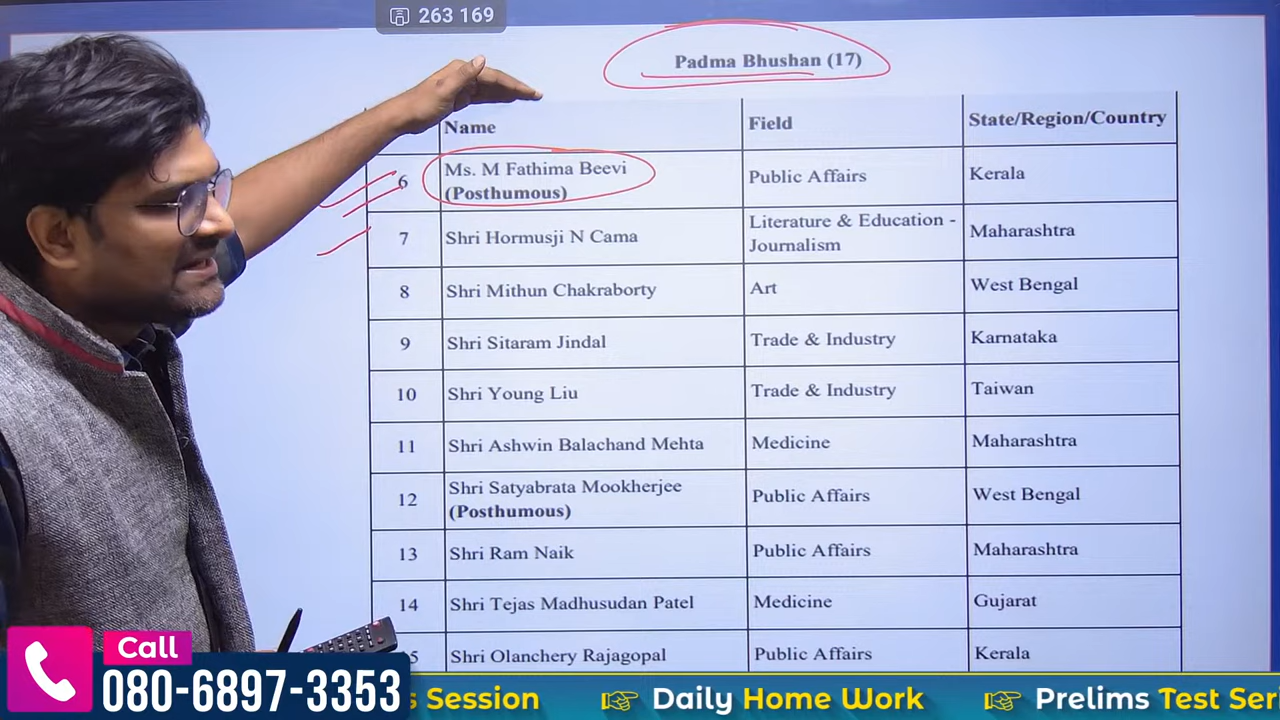 263 169
Padma Bhushan (17)
Name Field State/Region/Country
6 Ms. M Fathima Beevi (Posthumous) Public Affairs Kerala
7 Shri Hormusji N Cama Literature & Education - Journalism Maharashtra
8 Shri Mithun Chakraborty Art West Bengal
9 Shri Sitaram Jindal Trade & Industry Karnataka
10 Shri Young Liu Trade & Industry Taiwan
11 Shri Ashwin Balachand Mehta Medicine Maharashtra
12 Shri Satyabrata Mookherjee (Posthumous) Public Affairs West Bengal
13 Shri Ram Naik Public Affairs Maharashtra
14 Shri Tejas Madhusudan Patel Medicine Gujarat
5 Shri Olanchery Rajagopal Public Affairs Kerala
Call
080-6897-3353
s Session Daily Home Work Prelims Test Ser